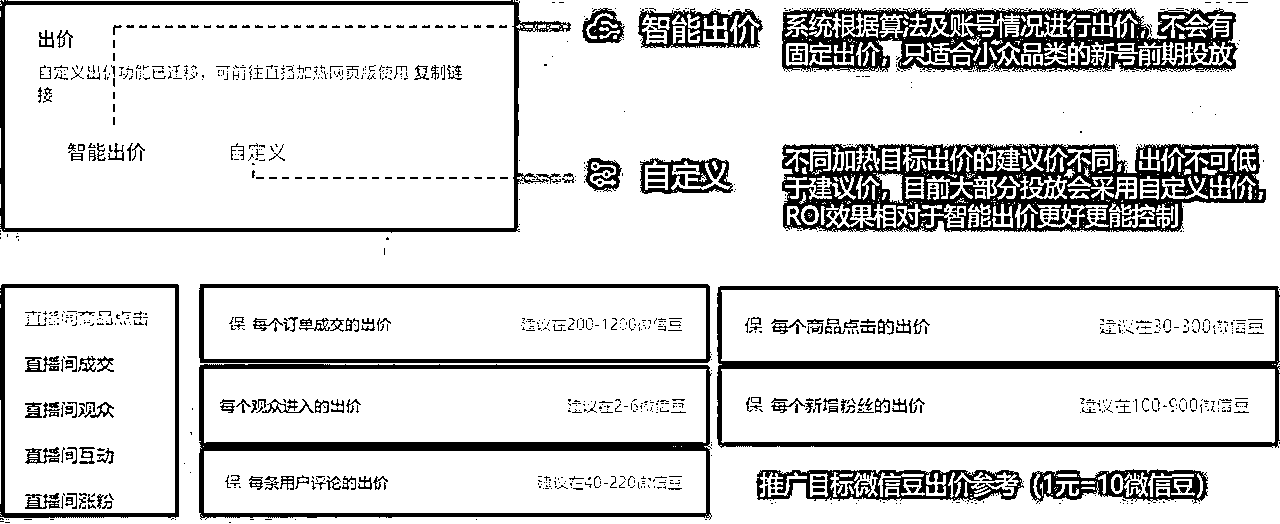 出价
自定义出价功能已迁移，可前往直播加热网页版使用 复制链
接
智能出价
自定义
智能出价
系统根据算法及账号情况进行出价，不会有
固定出价，只适合小众品类的新号前期投放
自定义
不同加热目标出价的建议价不同，出价不可低
于建议价，目前大部分投放会采用自定义出价，
ROI效果相对于智能出价更好更能控制
直播间商品点击
直播间成交
直播间观众
直播间互动
直播间涨粉
保 每个订单成交的出价 建议在200-1200微信豆
每个观众进入的出价 建议在2-6微信豆
保 每条用户评论的出价 建议在40-220微信豆
保 每个商品点击的出价 建议在30-300微信豆
保 每个新增粉丝的出价 建议在100-900微信豆
推广目标微信豆出价参考（1元=10微信豆）